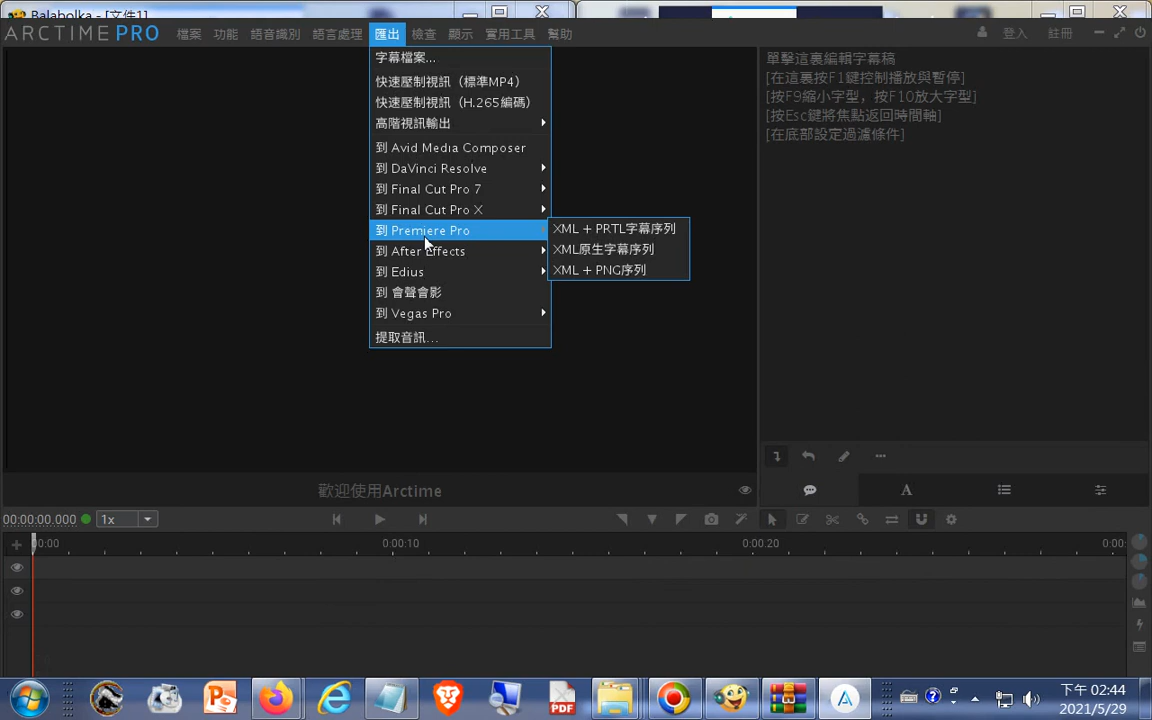 Balabolka - [文件1]
ARCTIME PRO
檔案 功能 語音識別 語言處理 匯出 檢查 顯示 實用工具 幫助
登入 註冊
字幕檔案...
快速壓制視訊（標準MP4）
快速壓制視訊（H.265編碼）
高階視訊輸出
到 Avid Media Composer
到 DaVinci Resolve
到 Final Cut Pro 7
到 Final Cut Pro X
到 Premiere Pro
到 After Effects
到 Edius
到 會聲會影
到 Vegas Pro
提取音訊...
XML + PRTL字幕序列
XML原生字幕序列
XML + PNG序列
單擊這裏編輯字幕稿
[在這裏按F1鍵控制播放與暫停]
[按F9縮小字型，按F10放大字型]
[按Esc鍵將焦點返回時間軸]
[在底部設定過濾條件]
歡迎使用Arctime
A
00:00:00.000 1x
00:00 0:00:10 0:00:20 0:00:
PDF
下午 02:44
2021/5/29